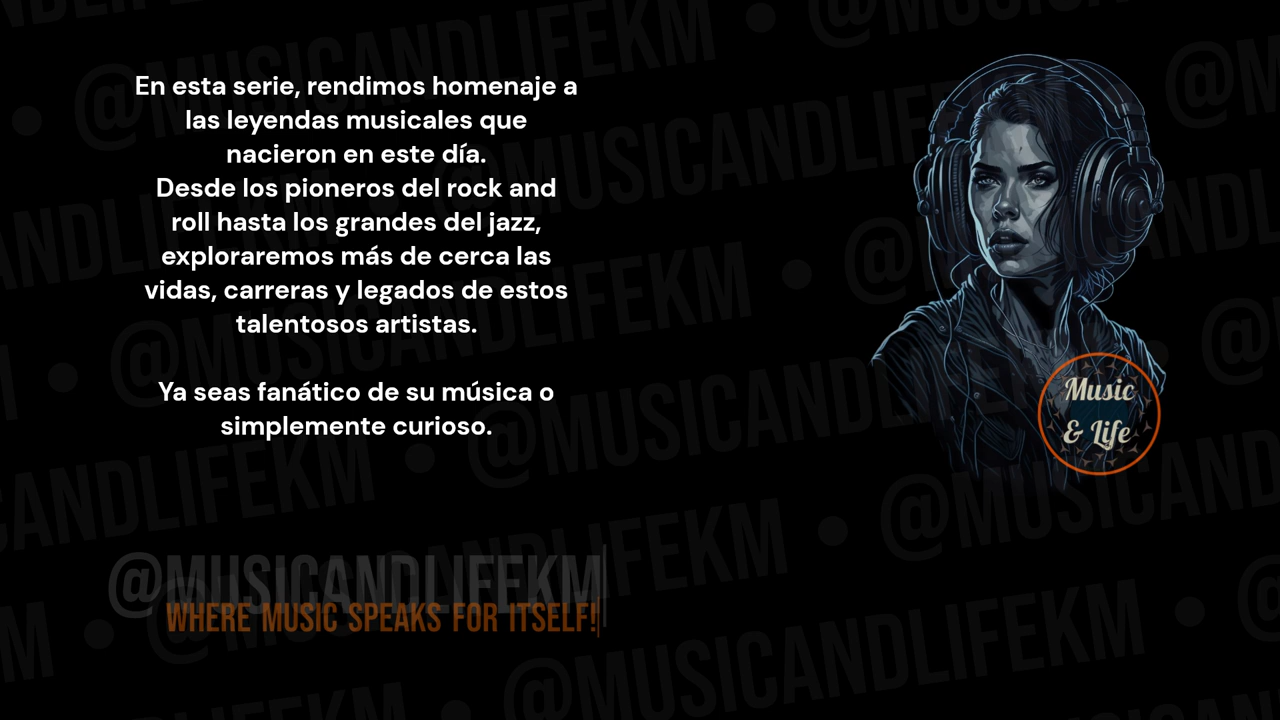 En esta serie, rendimos homenaje a
las leyendas musicales que
nacieron en este día.
Desde los pioneros del rock and
roll hasta los grandes del jazz,
exploraremos más de cerca las
vidas, carreras y legados de estos
talentosos artistas.
Ya seas fanático de su música o
simplemente curioso.
Music
& Life
@MUSICANDLIFEKM
WHERE MUSIC SPEAKS FOR ITSELF!